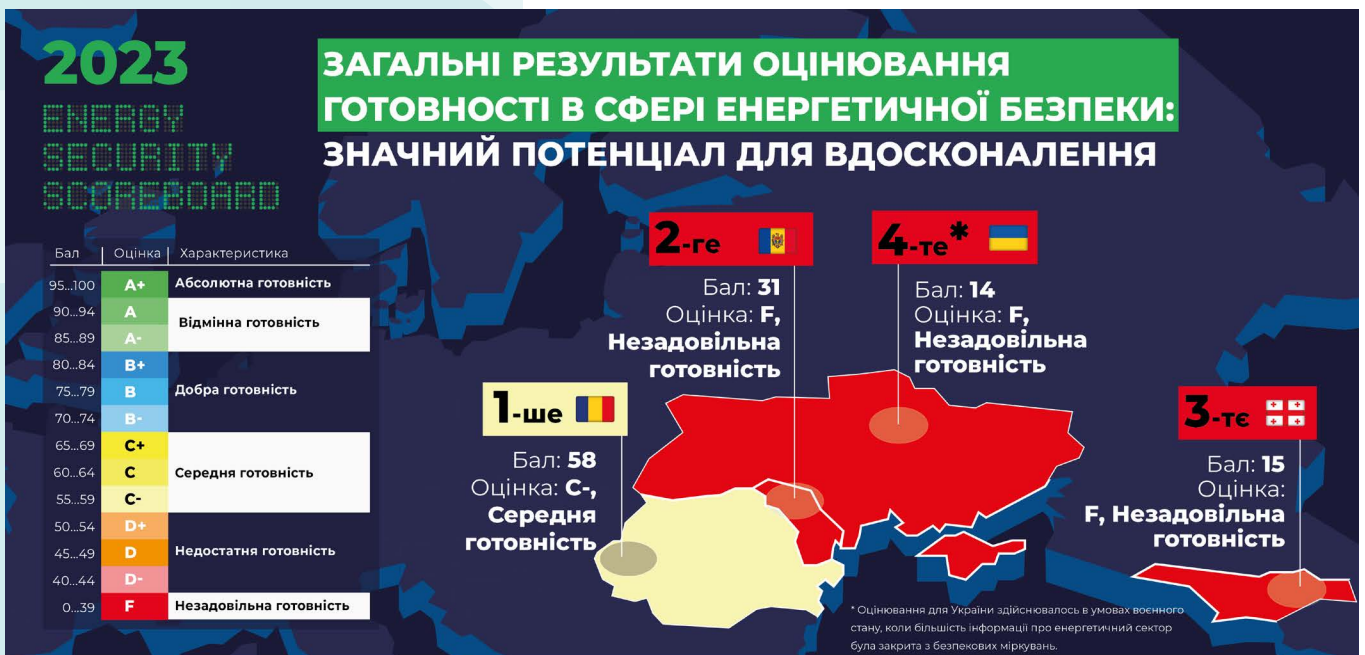 2023
ENERGY
SECURITY
SCOREBOARD
ЗАГАЛЬНІ РЕЗУЛЬТАТИ ОЦІНЮВАННЯ
ГОТОВНОСТІ В СФЕРІ ЕНЕРГЕТИЧНОЇ БЕЗПЕКИ:
ЗНАЧНИЙ ПОТЕНЦІАЛ ДЛЯ ВДОСКОНАЛЕННЯ
Бал Оцінка Характеристика
95...100 A+ Абсолютна готовність
90...94 A
Відмінна готовність
85...89 A-
80...84 B+
75...79 B Добра готовність
70...74 B-
65...69 C+
60...64 C Середня готовність
55...59 C-
50...54 D+
45...49 D Недостатня готовність
40...44 D-
0...39 F Незадовільна готовність
1-ше
Бал: 58
Оцінка: C-,
Середня
готовність
2-ге
Бал: 31
Оцінка: F,
Незадовільна
готовність
4-те*
Бал: 14
Оцінка: F,
Незадовільна
готовність
3-тє
Бал: 15
Оцінка:
F, Незадовільна
готовність
* Оцінювання для України здійснювалось в умовах воєнного
стану, коли більшість інформації про енергетичний сектор
була закрита з безпекових міркувань.